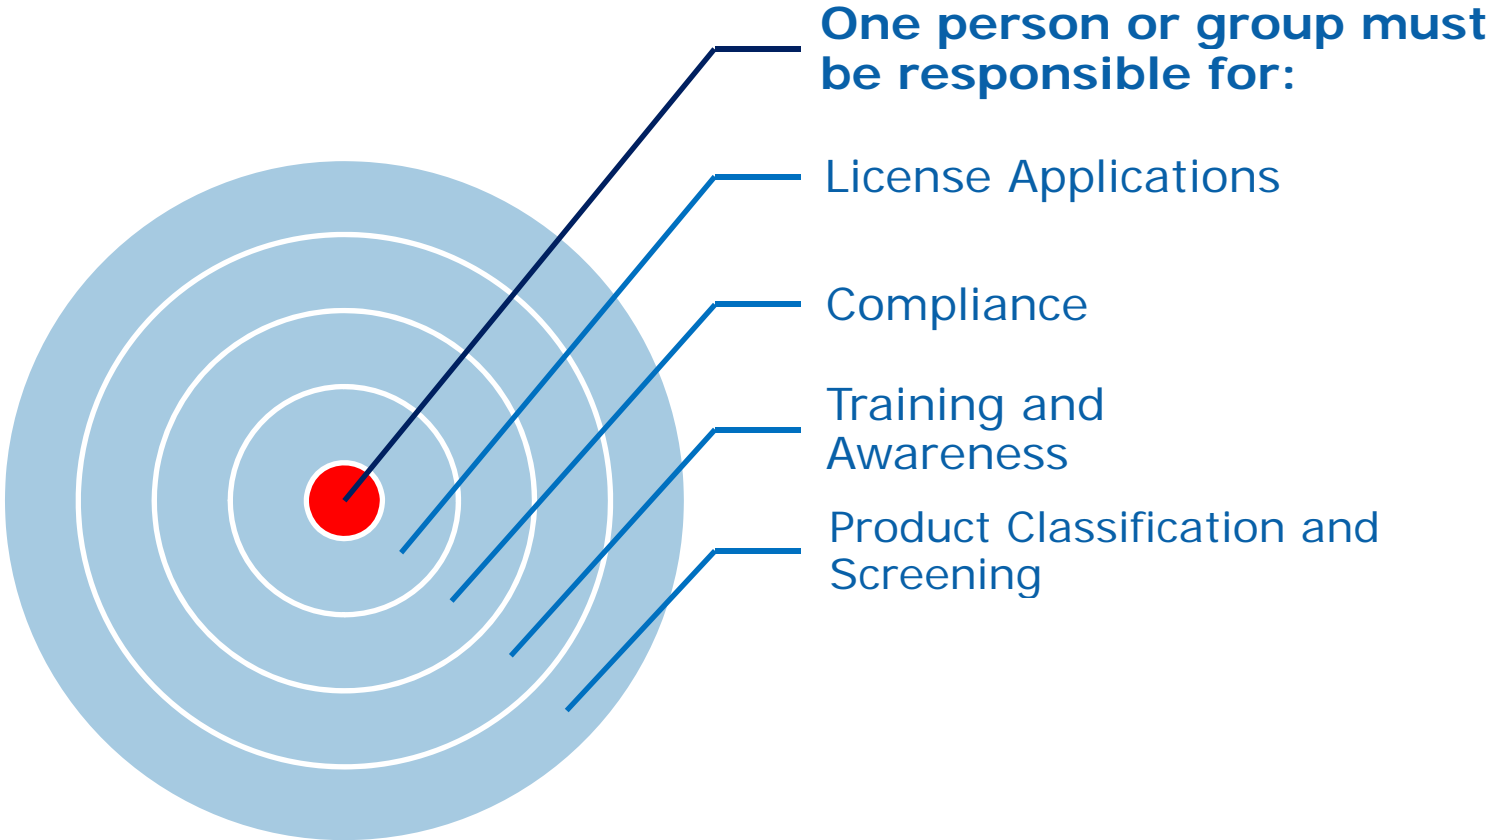 One person or group must
be responsible for:
License Applications
Compliance
Training and
Awareness
Product Classification and
Screening